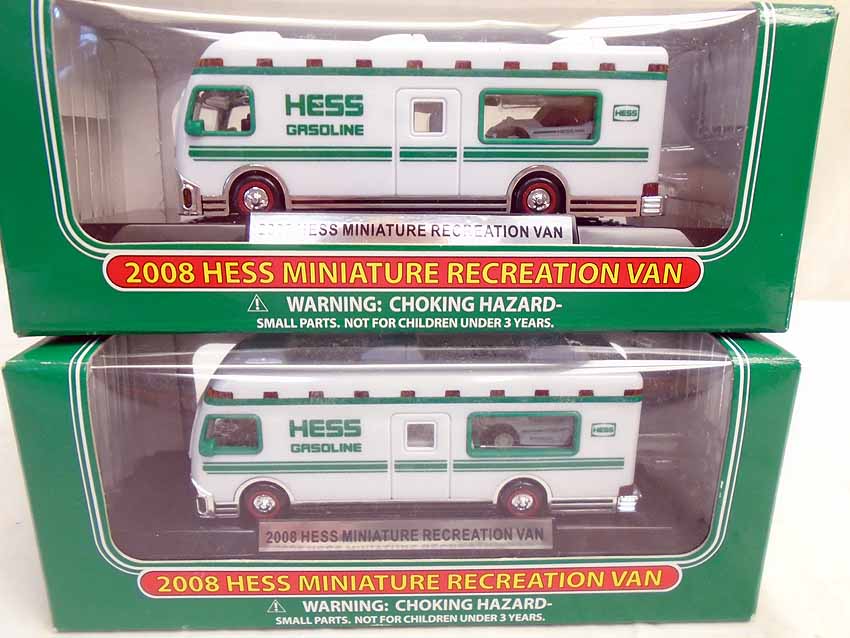 HESS
GASOLINE
HESS
2008 HESS MINIATURE RECREATION VAN
2008 HESS MINIATURE RECREATION VAN
WARNING: CHOKING HAZARD-
SMALL PARTS. NOT FOR CHILDREN UNDER 3 YEARS.
HESS
GASOLINE
HESS
2008 HESS MINIATURE RECREATION VAN
2008 HESS MINIATURE RECREATION VAN
WARNING: CHOKING HAZARD-
SMALL PARTS. NOT FOR CHILDREN UNDER 3 YEARS.